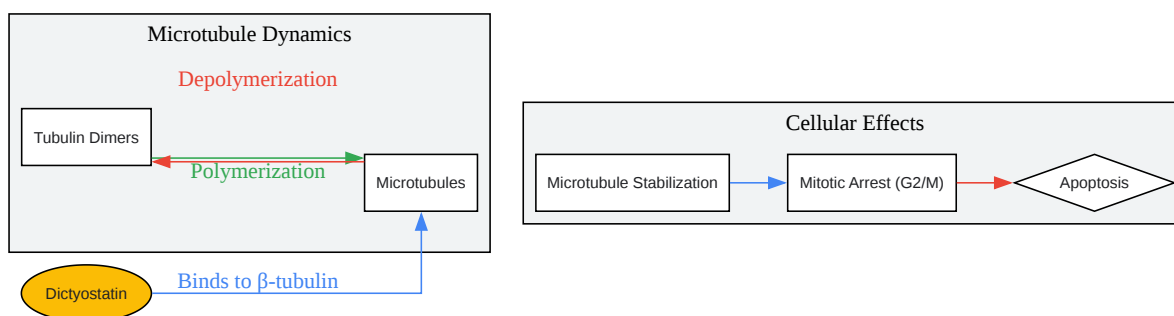 Microtubule Dynamics
Depolymerization
Tubulin Dimers
Polymerization
Microtubules
Binds to β-tubulin
Dictyostatin
Cellular Effects
Microtubule Stabilization
Mitotic Arrest (G2/M)
Apoptosis